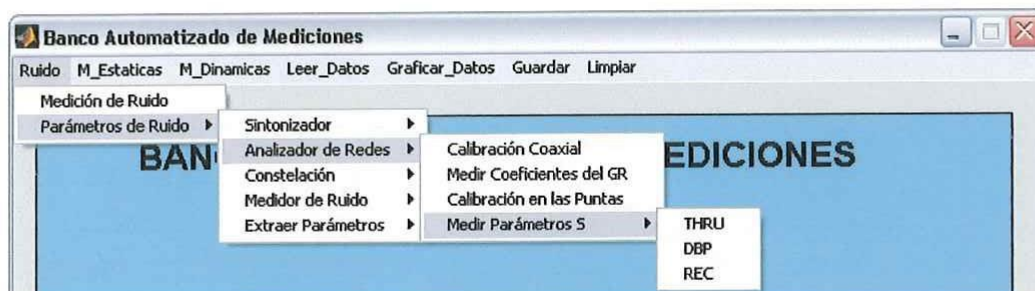 Banco Automatizado de Mediciones
Ruido M_Estaticas M_Dinamicas Leer_Datos Graficar_Datos Guardar Limpiar
Medición de Ruido
Parámetros de Ruido
Sintonizador
Analizador de Redes
Constelación
Medidor de Ruido
Extraer Parámetros
Calibración Coaxial
Medir Coeficientes del GR
Calibración en las Puntas
Medir Parámetros S
THRU
DBP
REC
BAN EDICIONES